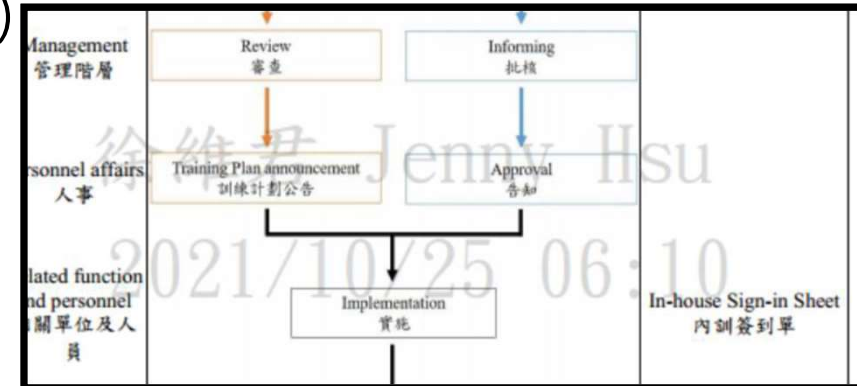 )
Management
管理階層
Review
審查
Informing
批核
徐維君 Jenny Hsu
rsonnel affairs
人事
Training Plan announcement
訓練計劃公告
Approval
告知
2021/10/25 06:10
lated function
nd personnel
關單位及人
員
Implementation
實施
In-house Sign-in Sheet
內訓簽到單